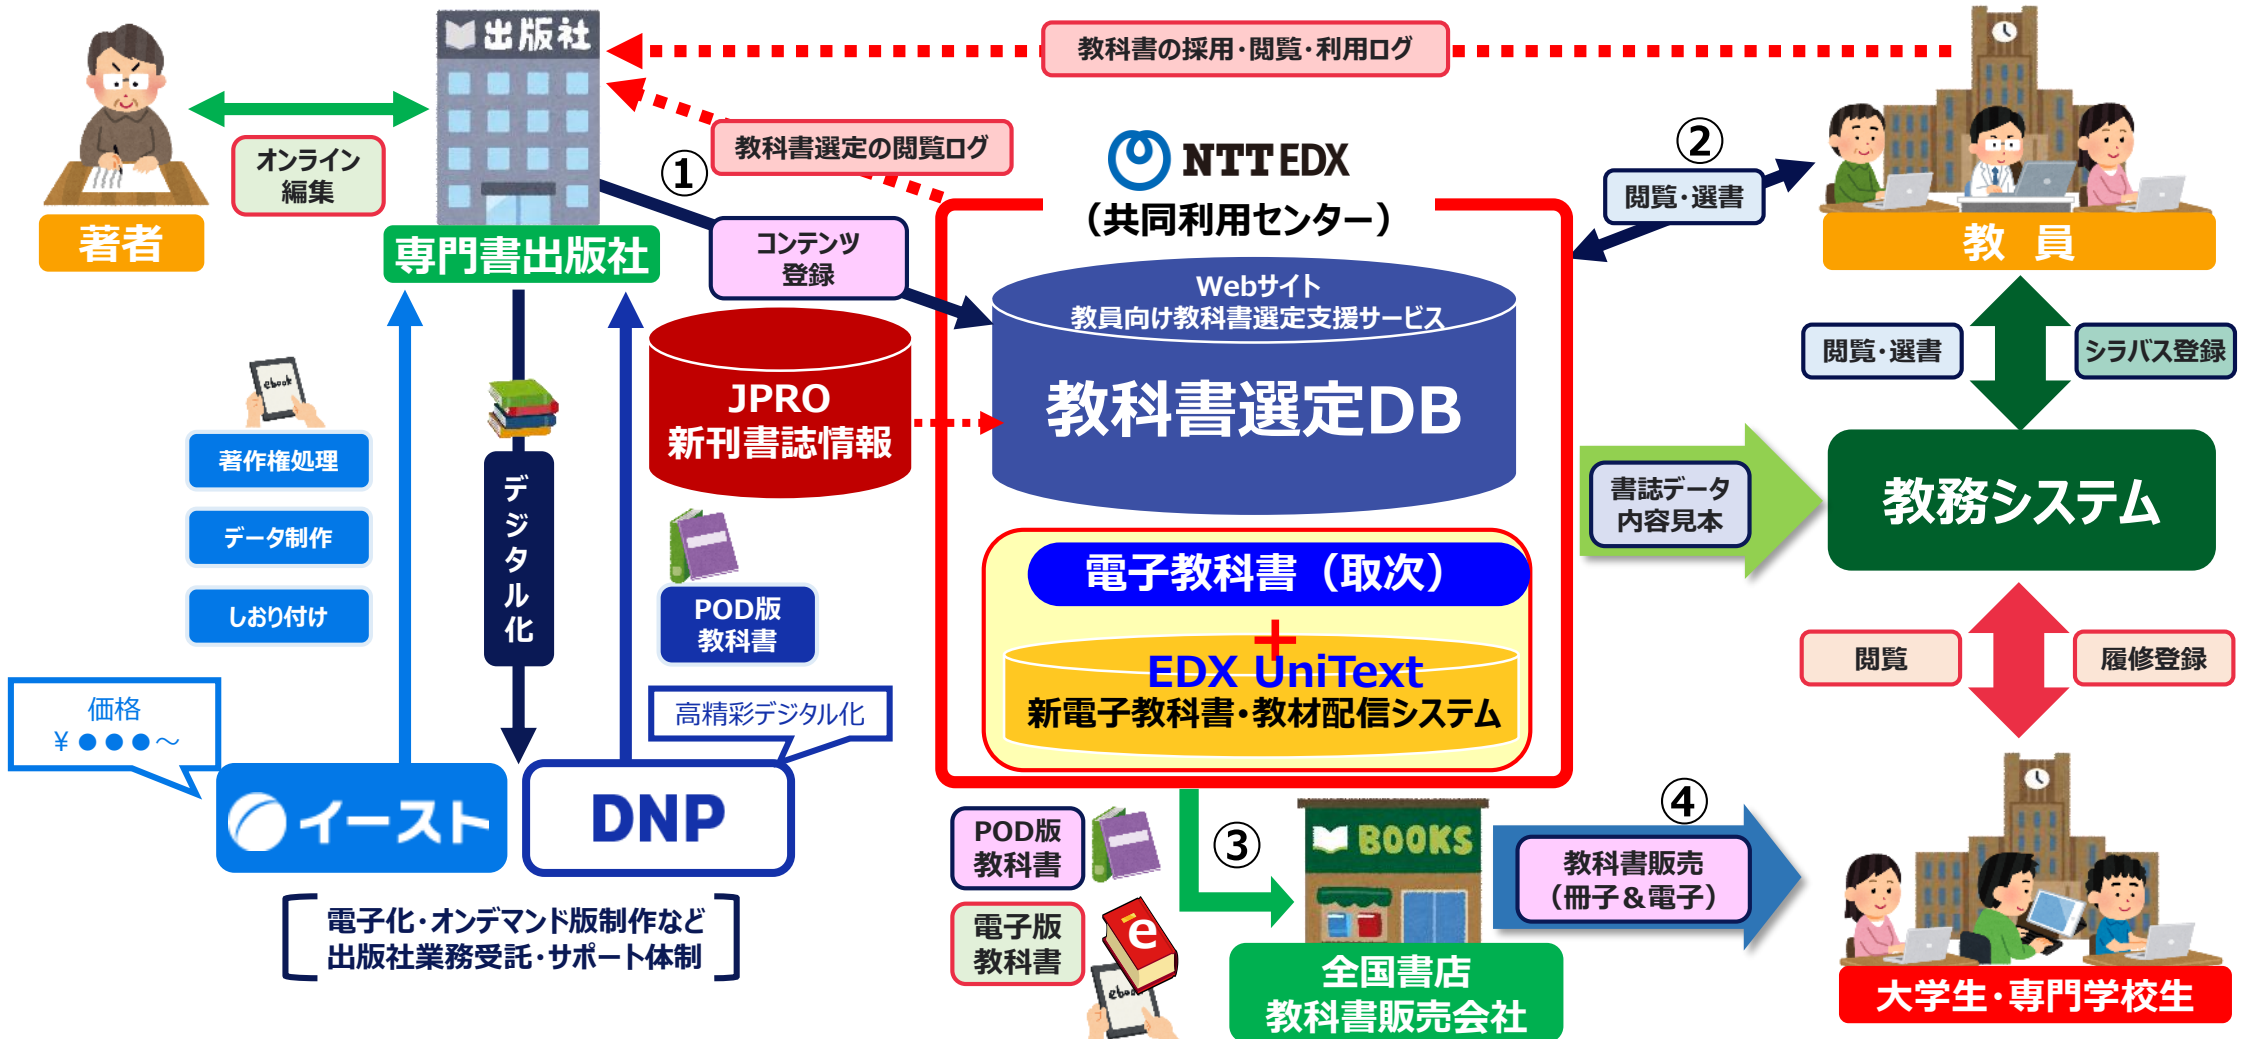 出版社
教科書の採用・閲覧・利用ログ
教科書選定の閲覧ログ
①
②
NTT EDX
（共同利用センター）
オンライン
編集
著者
専門書出版社
コンテンツ
登録
閲覧・選書
教 員
Webサイト
教員向け教科書選定支援サービス
教科書選定DB
JPRO
新刊書誌情報
閲覧・選書
シラバス登録
ebook
著作権処理
データ制作
しおり付け
デジタル化
POD版
教科書
書誌データ
内容見本
教務システム
電子教科書（取次）
+
EDX UniText
新電子教科書・教材配信システム
閲覧
履修登録
価格
¥ ●●●～
高精彩デジタル化
イースト
DNP
電子化・オンデマンド版制作など
出版社業務受託・サポート体制
POD版
教科書
電子版
教科書
e
ebook
③
BOOKS
全国書店
教科書販売会社
④
教科書販売
（冊子＆電子）
大学生・専門学校生